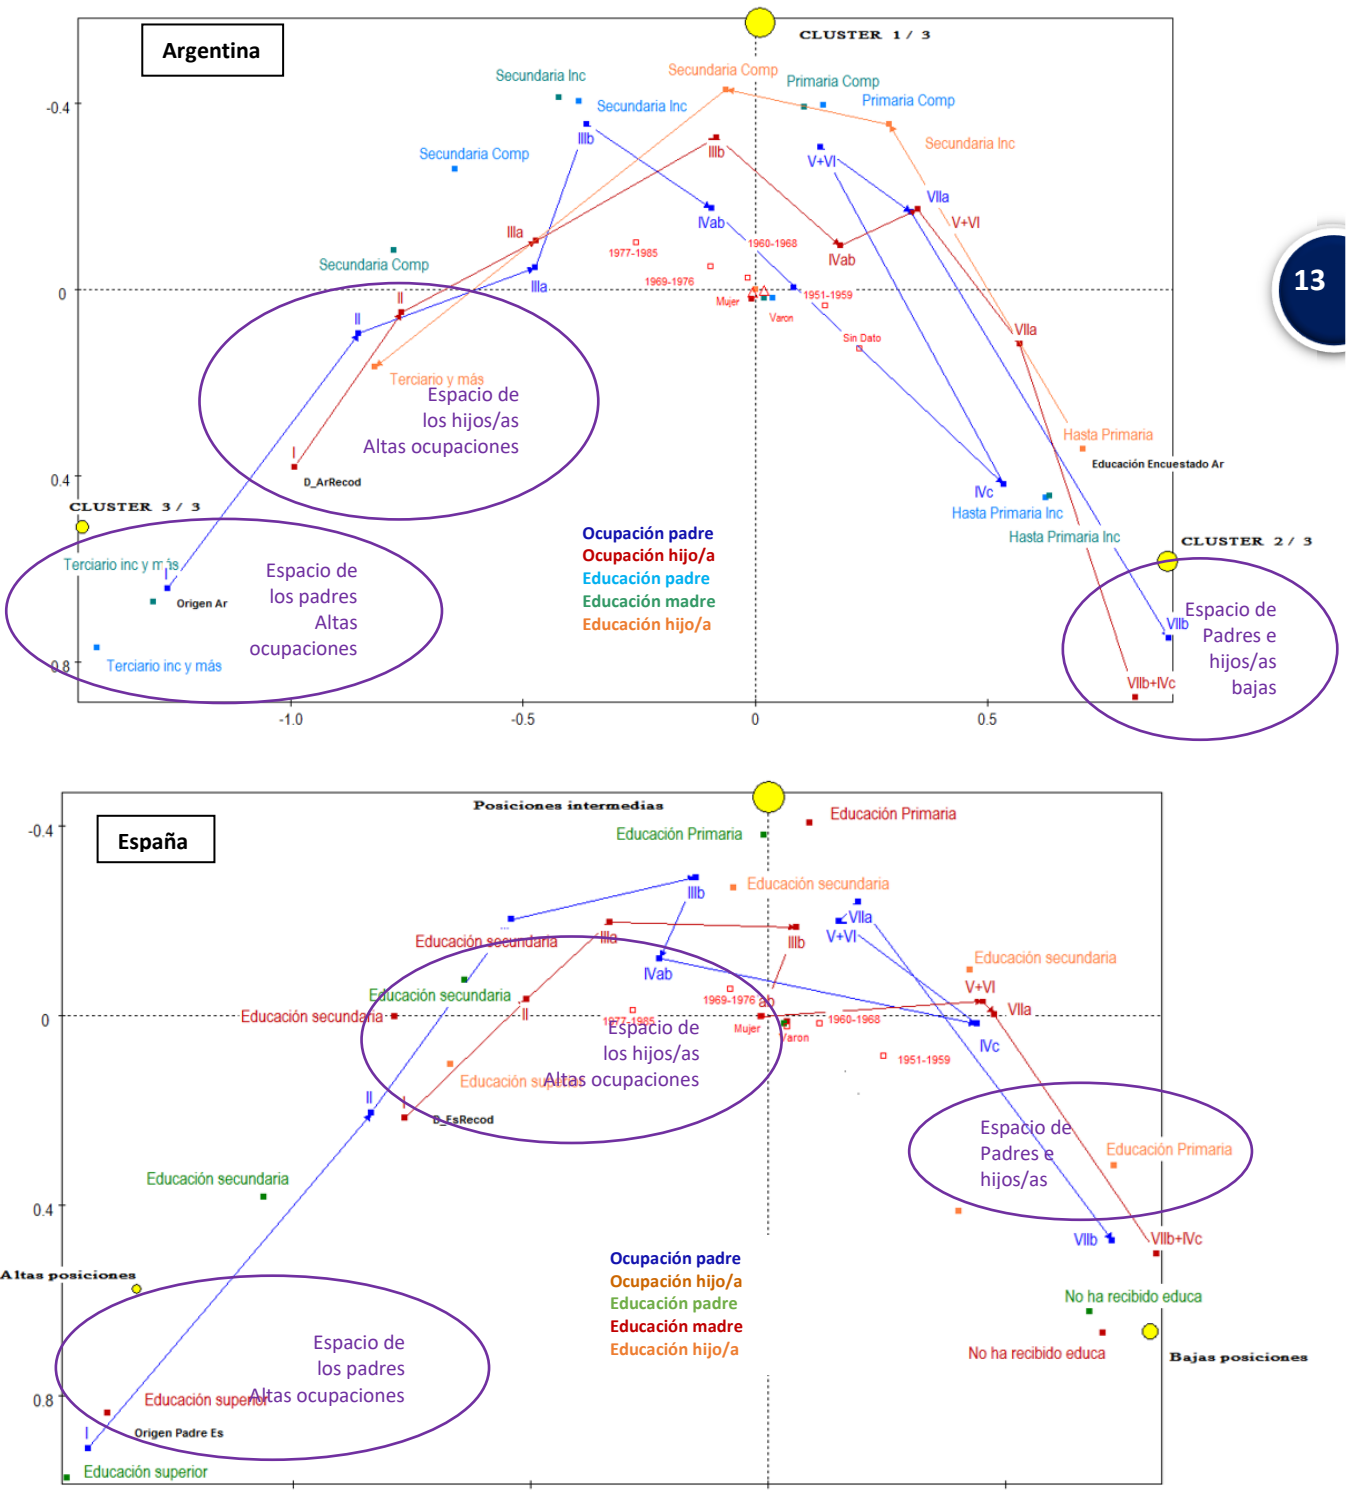 Argentina
CLUSTER 1 / 3
Secundaria Comp
Secundaria Inc
Primaria Comp
Secundaria Inc
Primaria Comp
-0.4
IIIb
Secundaria Inc
IIIb
Secundaria Comp
V+VI
VIIa
IVab
V+VI
IIIa
1960-1968
1977-1985
IVab
Secundaria Comp
1969-1976
IIIa
1951-1959
0
13
II
Mujer
Varon
II
VIIa
Sin Dato
Terciario y más
Espacio de
los hijos/as
Altas ocupaciones
Hasta Primaria
I
Educación Encuestado Ar
0.4
D_ArRecod
IVc
CLUSTER 3 / 3
Hasta Primaria Inc
Hasta Primaria Inc
CLUSTER 2 / 3
Ocupación padre
Ocupación hijo/a
Educación padre
Educación madre
Educación hijo/a
Terciario inc y más
I
Origen Ar
Espacio de
los padres
Altas
ocupaciones
Espacio de
Padres e
hijos/as
bajas
VIIb
0.8
Terciario inc y más
VIIb+IVc
-1.0
-0.5
0
0.5
Posiciones intermedias
España
-0.4
Educación Primaria
Educación Primaria
Educación secundaria
IIIb
VIIa
V+VI
...
Educación secundaria
IIIa
IIIb
Educación secundaria
IVab
V+VI
Educación secundaria
1969-1976
ab
VIIa
Educación secundaria
II
1977-1985
Mujer
Varon
1960-1968
0
IVc
1951-1959
Espacio de
los hijos/as
Altas ocupaciones
Educación superior
II
I
D_EsRecod
Espacio de
Padres e
hijos/as
Educación Primaria
Educación secundaria
0.4
VIIb
VIIb+IVc
Ocupación padre
Ocupación hijo/a
Educación padre
Educación madre
Educación hijo/a
Altas posiciones
No ha recibido educa
No ha recibido educa
Bajas posiciones
Espacio de
los padres
Altas ocupaciones
0.8
Educación superior
I
Origen Padre Es
Educación superior